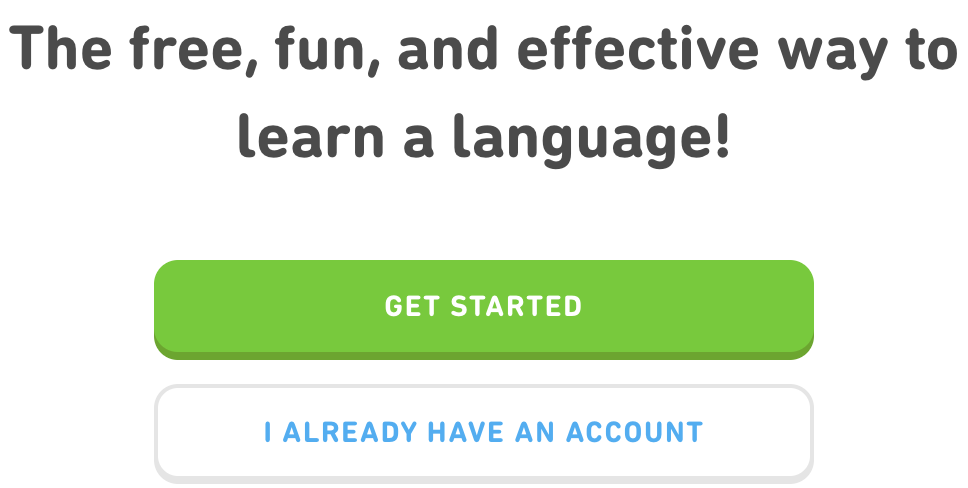 The free, fun, and effective way to
learn a language!
GET STARTED
I ALREADY HAVE AN ACCOUNT